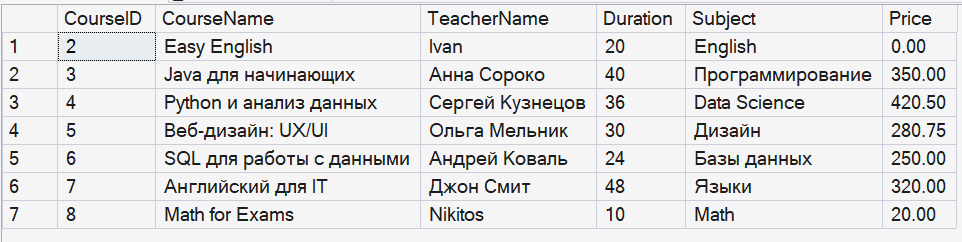 CourseID CourseName TeacherName Duration Subject Price
1 2 Easy English Ivan 20 English 0.00
2 3 Java для начинающих Анна Сороко 40 Программирование 350.00
3 4 Python и анализ данных Сергей Кузнецов 36 Data Science 420.50
4 5 Веб-дизайн: UX/UI Ольга Мельник 30 Дизайн 280.75
5 6 SQL для работы с данными Андрей Коваль 24 Базы данных 250.00
6 7 Английский для IT Джон Смит 48 Языки 320.00
7 8 Math for Exams Nikitos 10 Math 20.00